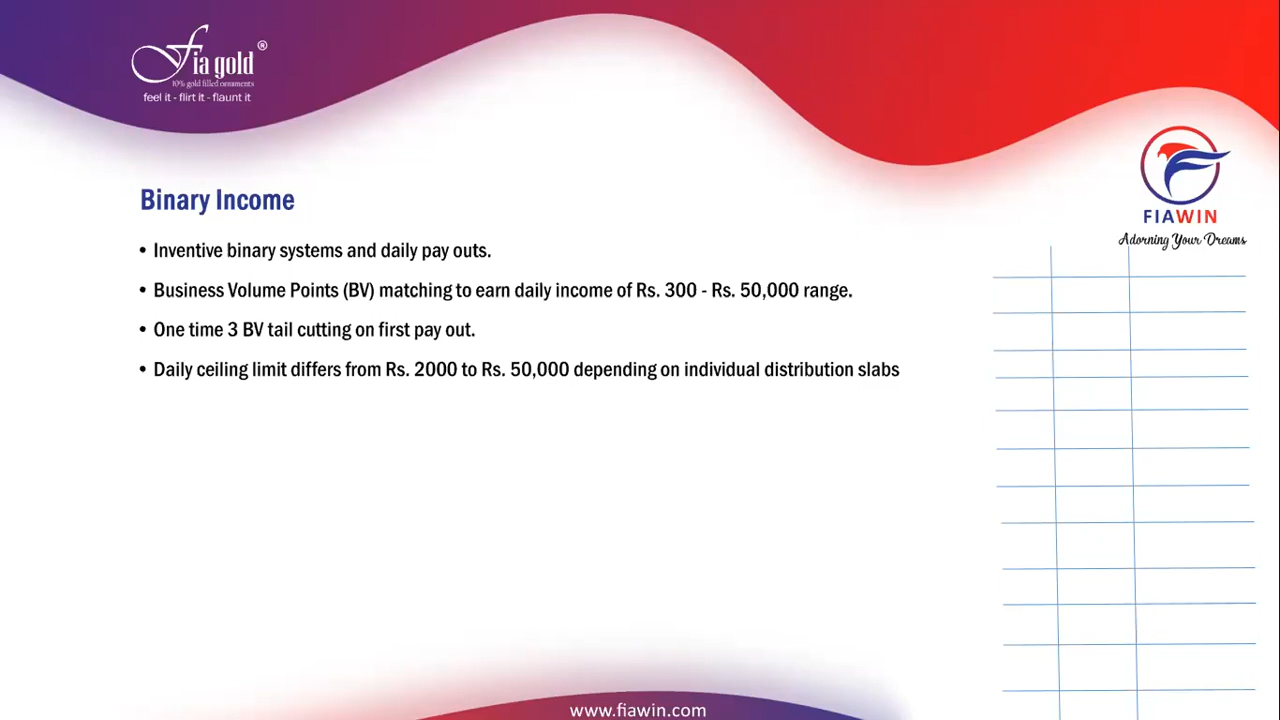 Fia gold ®
10% gold filled ornaments
feel it - flirt it - flaunt it
FIAWIN
Adorning Your Dreams
Binary Income
• Inventive binary systems and daily pay outs.
• Business Volume Points (BV) matching to earn daily income of Rs. 300 - Rs. 50,000 range.
• One time 3 BV tail cutting on first pay out.
• Daily ceiling limit differs from Rs. 2000 to Rs. 50,000 depending on individual distribution slabs
www.fiawin.com